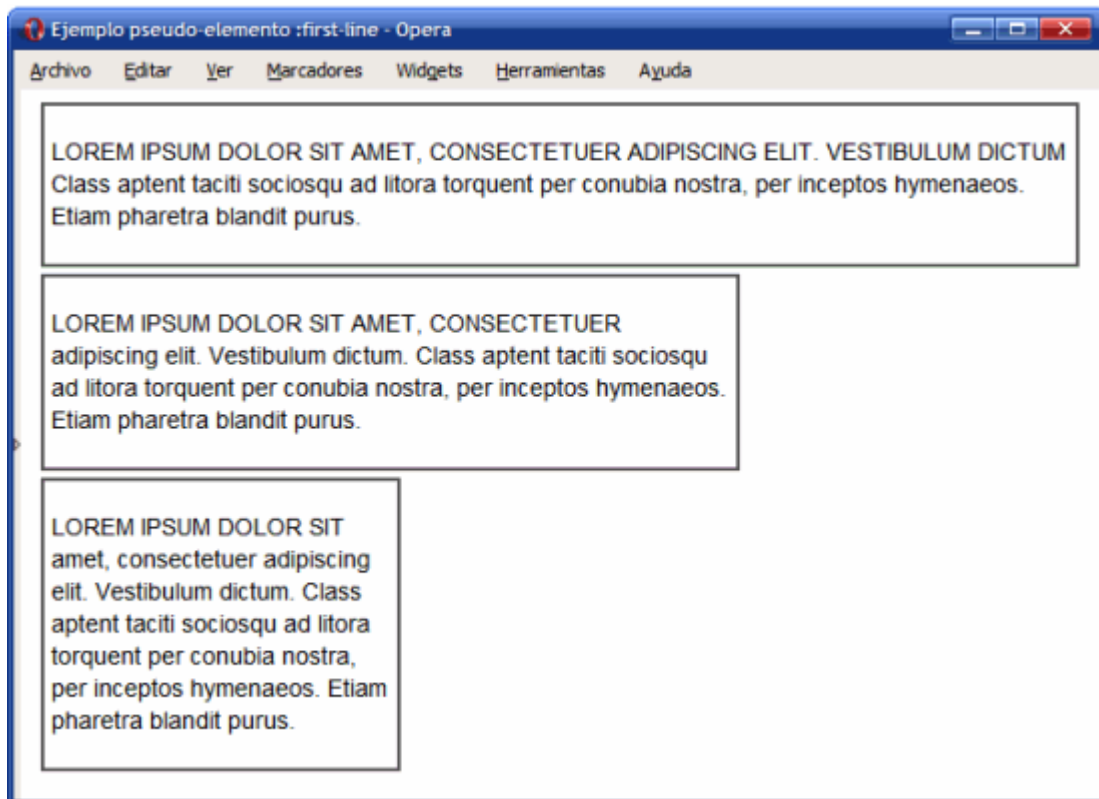 Ejemplo pseudo-elemento :first-line - Opera
Archivo Editar Ver Marcadores Widgets Herramientas Ayuda
LOREM IPSUM DOLOR SIT AMET, CONSECTETUER ADIPISCING ELIT. VESTIBULUM DICTUM
Class aptent taciti sociosqu ad litora torquent per conubia nostra, per inceptos hymenaeos.
Etiam pharetra blandit purus.
LOREM IPSUM DOLOR SIT AMET, CONSECTETUER
adipiscing elit. Vestibulum dictum. Class aptent taciti sociosqu
ad litora torquent per conubia nostra, per inceptos hymenaeos.
Etiam pharetra blandit purus.
LOREM IPSUM DOLOR SIT
amet, consectetuer adipiscing
elit. Vestibulum dictum. Class
aptent taciti sociosqu ad litora
torquent per conubia nostra,
per inceptos hymenaeos. Etiam
pharetra blandit purus.